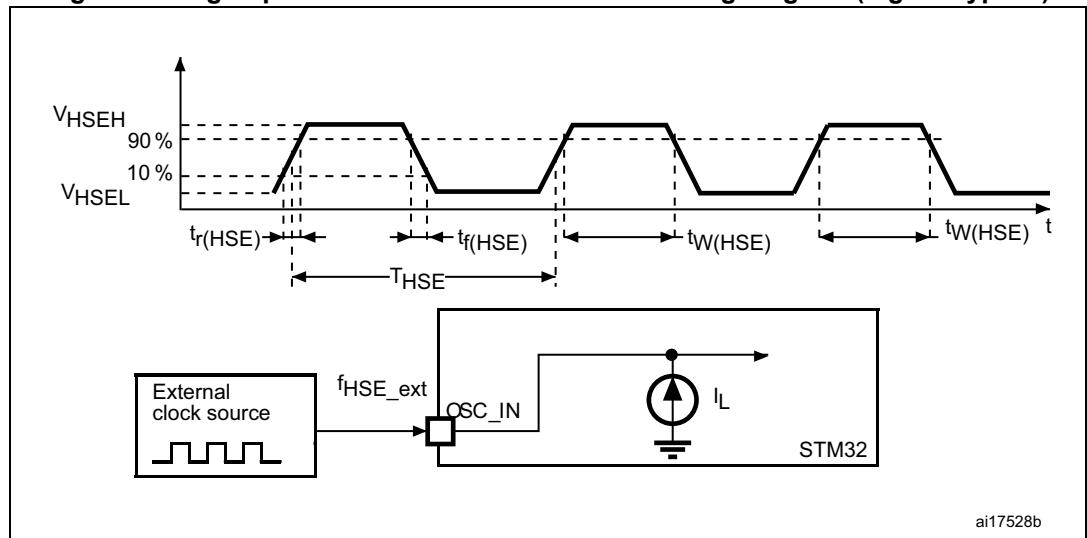 VHSEH
90 %
10 %
VHSEL
tr(HSE)
tf(HSE)
tW(HSE)
tW(HSE)
t
THSE
External
clock source
fHSE_ext
OSC_IN
IL
STM32
ai17528b